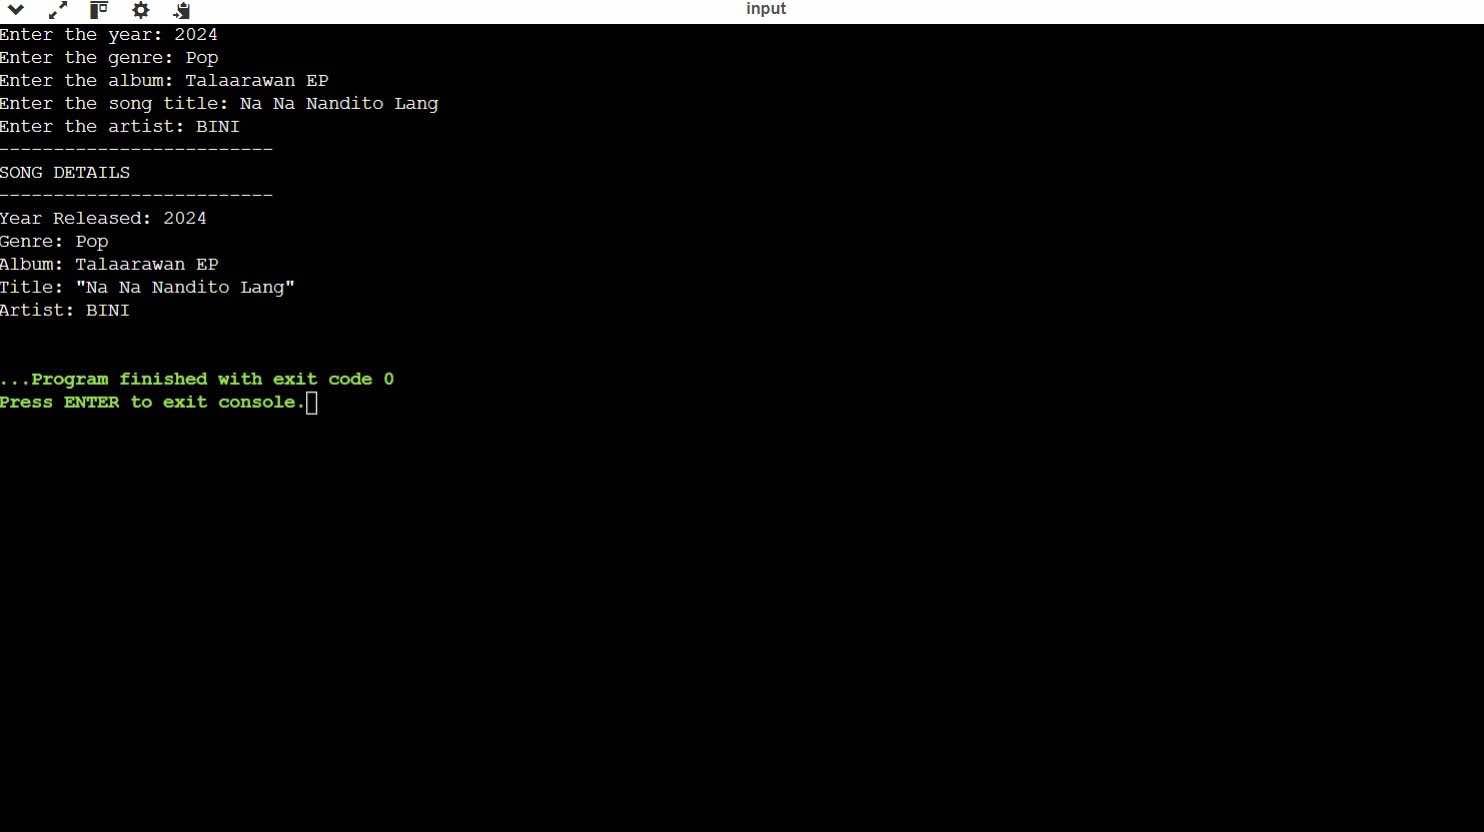 input
Enter the year: 2024
Enter the genre: Pop
Enter the album: Talaarawan EP
Enter the song title: Na Na Nandito Lang
Enter the artist: BINI
-------------------------
SONG DETAILS
-------------------------
Year Released: 2024
Genre: Pop
Album: Talaarawan EP
Title: "Na Na Nandito Lang"
Artist: BINI
...Program finished with exit code 0
Press ENTER to exit console.